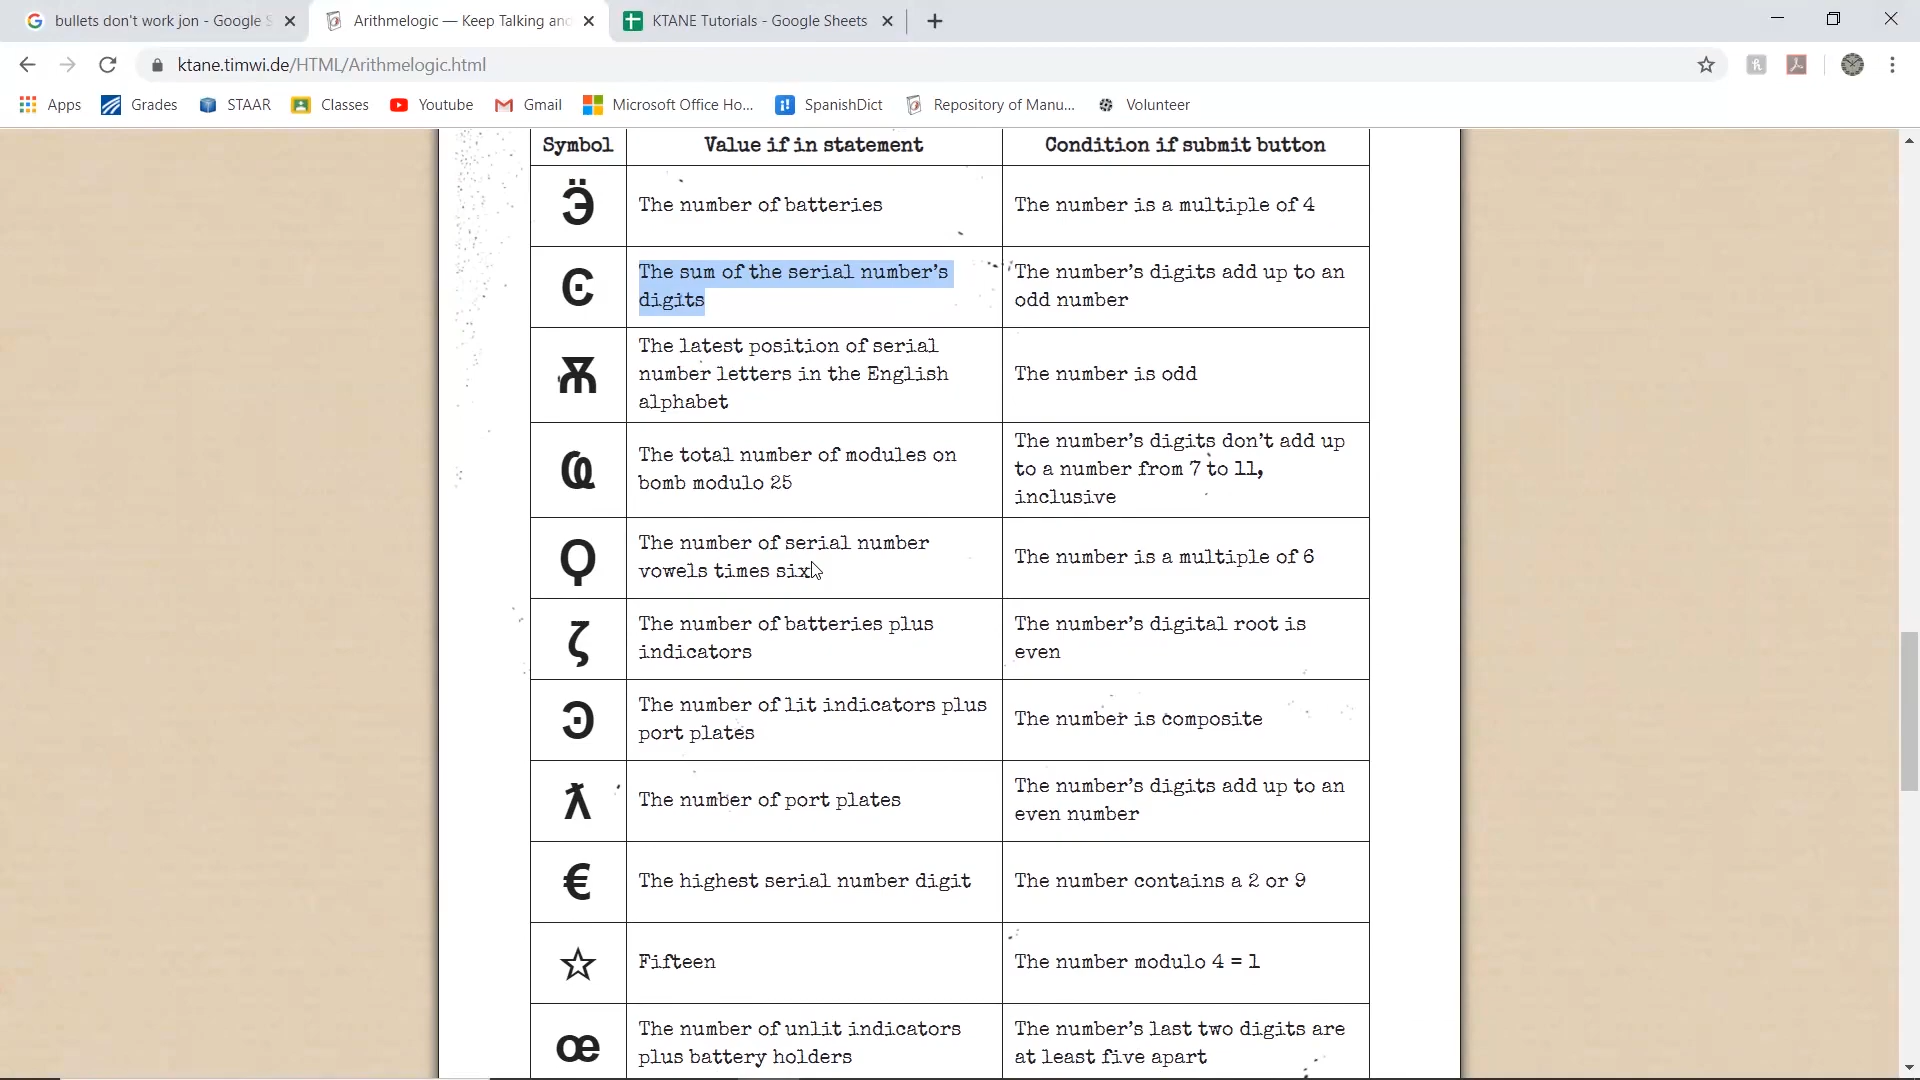 bullets don't work jon - Google S
Arithmelogic — Keep Talking and
KTANE Tutorials - Google Sheets
ktane.timwi.de/HTML/Arithmelogic.html
Apps
Grades
STAAR
Classes
Youtube
Gmail
Microsoft Office Ho...
SpanishDict
Repository of Manu...
Volunteer
Symbol
Value if in statement
Condition if submit button
Ӭ
The number of batteries
The number is a multiple of 4
Ͼ
The sum of the serial number's
digits
The number's digits add up to an
odd number
Ѫ
The latest position of serial
number letters in the English
alphabet
The number is odd
Ҩ
The total number of modules on
bomb modulo 25
The number's digits don't add up
to a number from 7 to 11,
inclusive
Ϙ
The number of serial number
vowels times six
The number is a multiple of 6
ζ
The number of batteries plus
indicators
The number's digital root is
even
Ͽ
The number of lit indicators plus
port plates
The number is composite
ƛ
The number of port plates
The number's digits add up to an
even number
€
The highest serial number digit
The number contains a 2 or 9
☆
Fifteen
The number modulo 4 = 1
œ
The number of unlit indicators
plus battery holders
The number's last two digits are
at least five apart